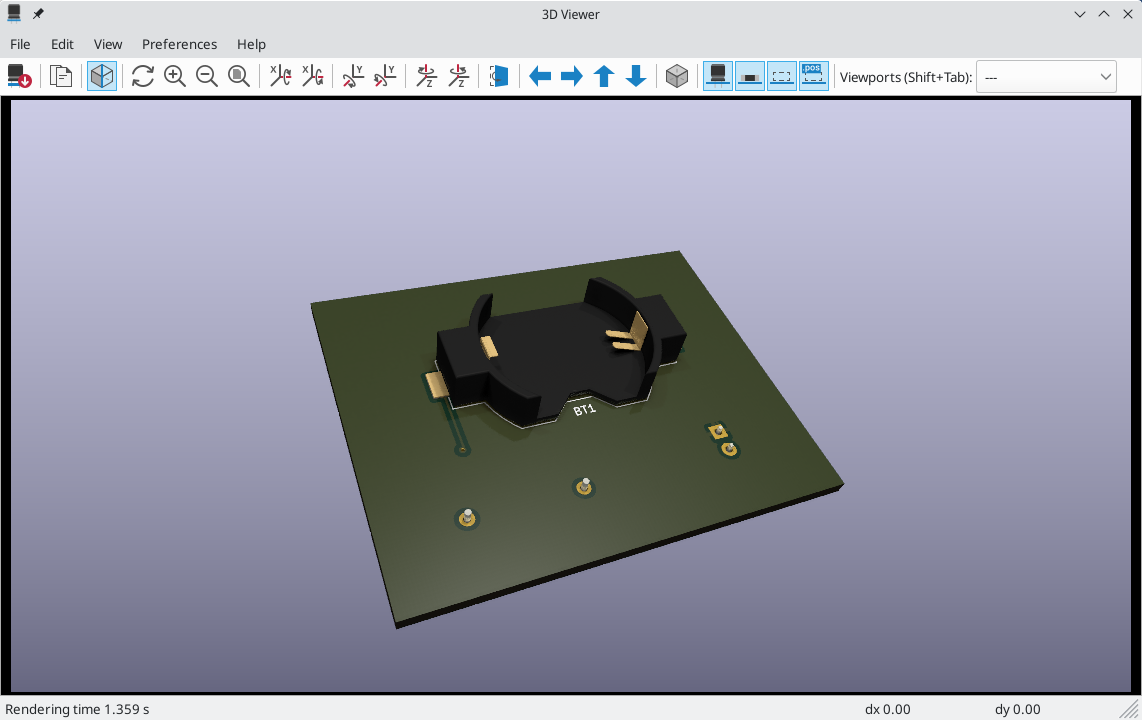 3D Viewer
File Edit View Preferences Help
X Y X Y Y Y Z Z .pos Viewports (Shift+Tab): ---
BT1
Rendering time 1.359 s dx 0.00 dy 0.00